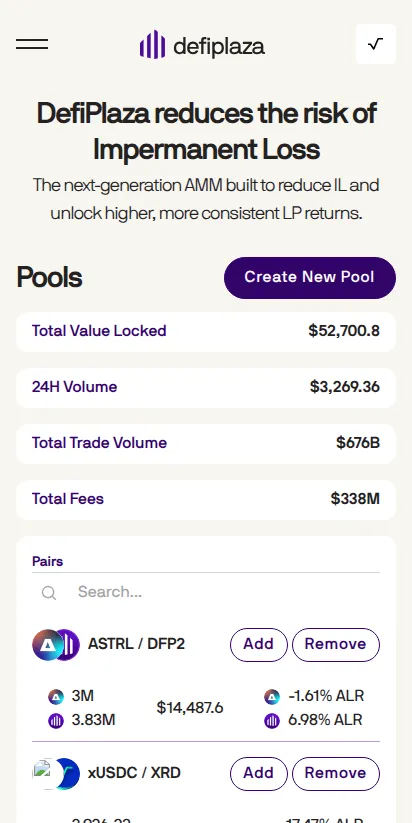 defiplaza
DefiPlaza reduces the risk of
Impermanent Loss
The next-generation AMM built to reduce IL and
unlock higher, more consistent LP returns.
Pools
Create New Pool
Total Value Locked $52,700.8
24H Volume $3,269.36
Total Trade Volume $676B
Total Fees $338M
Pairs
Search...
ASTRL / DFP2 Add Remove
3M $14,487.6 -1.61% ALR
3.83M 6.98% ALR
xUSDC / XRD Add Remove